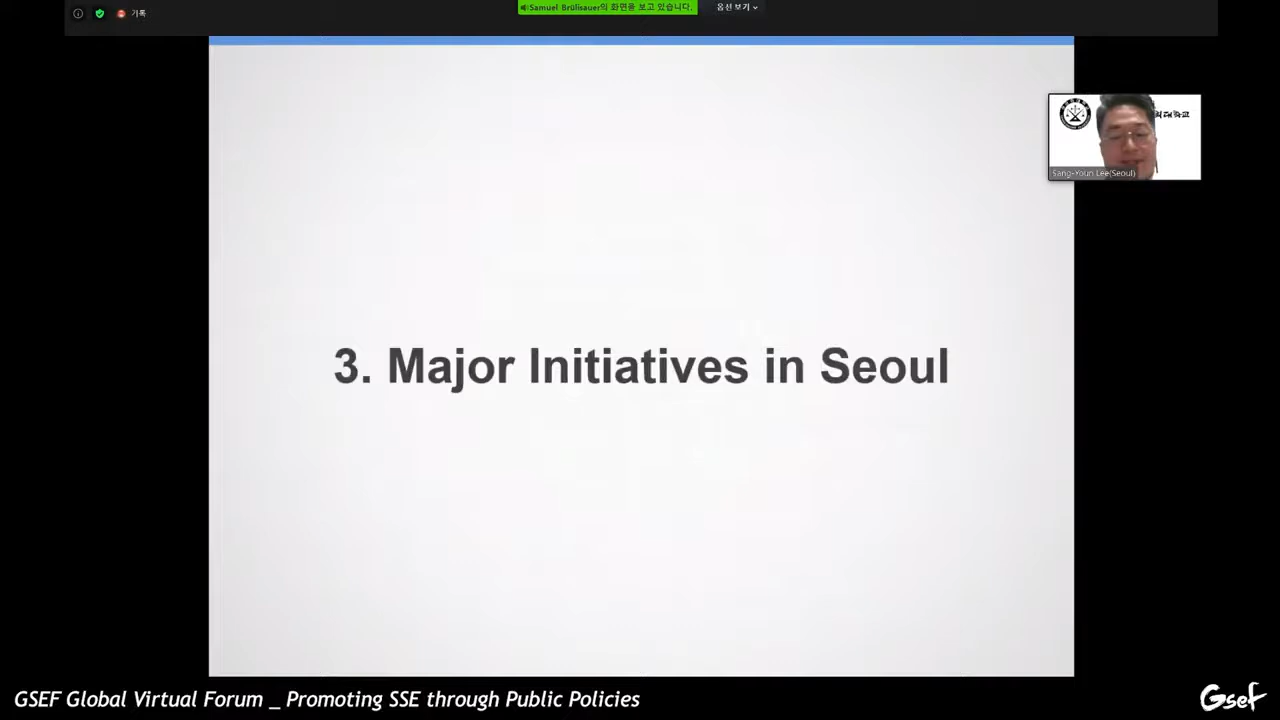 기록
Samuel Brülisauer의 화면을 보고 있습니다.
옵션 보기
Sang-Youn Lee(Seoul)
3. Major Initiatives in Seoul
GSEF Global Virtual Forum _ Promoting SSE through Public Policies
Gsef